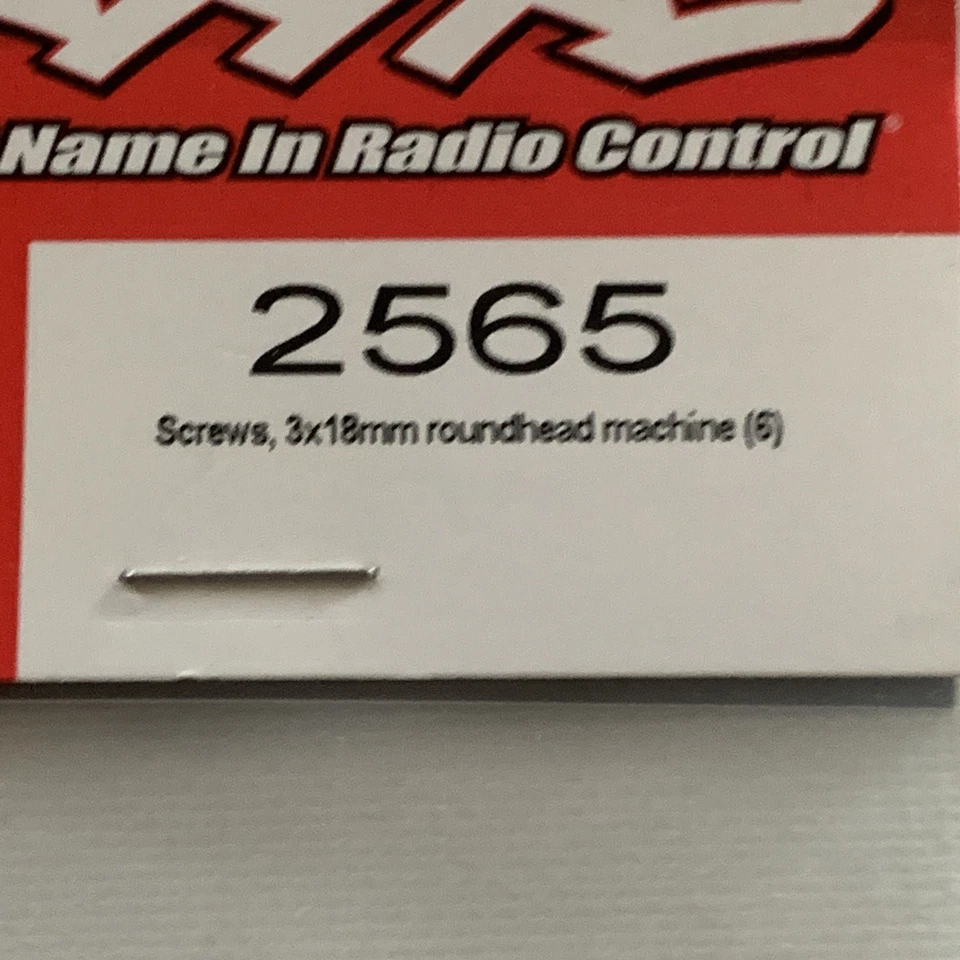 Name In Radio Control
2565
Screws, 3x18mm roundhead machine (6)